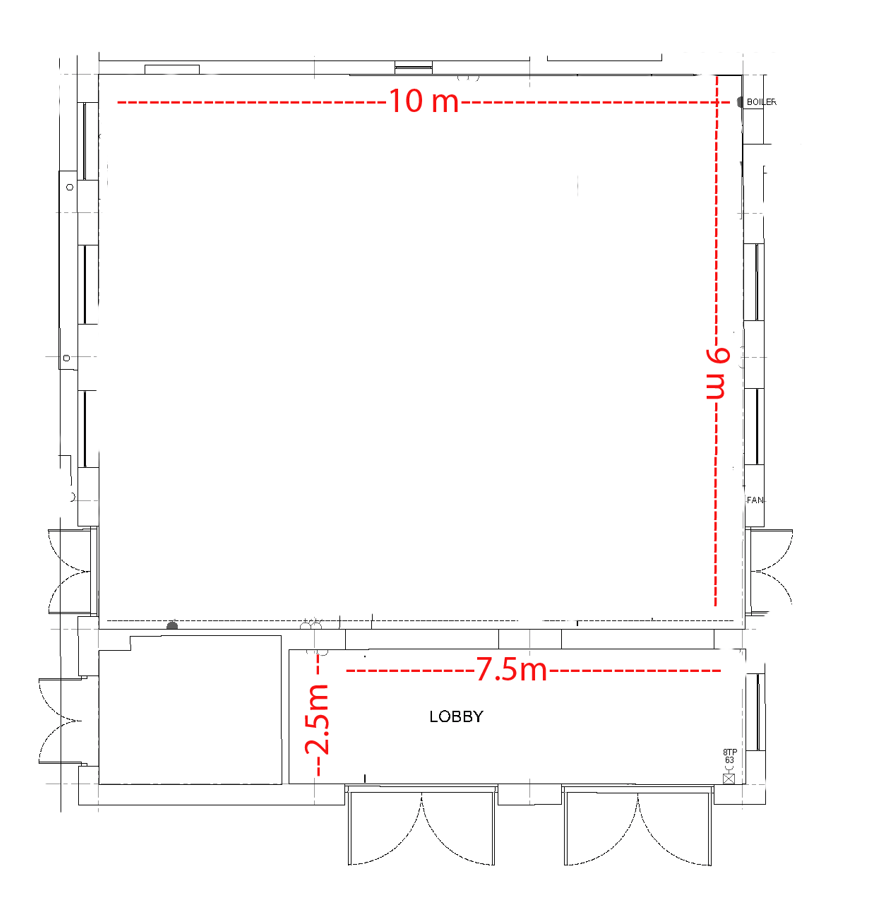 10 m
BOILER
9 m
FAN
7.5m
2.5m
LOBBY
8TP
63